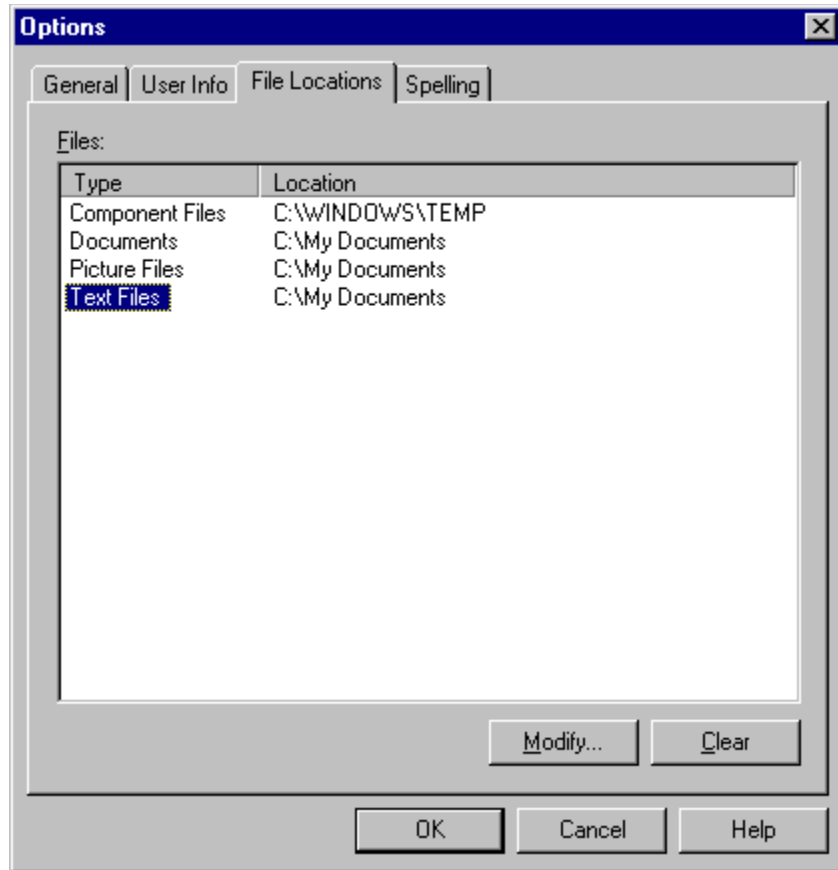 Options
General User Info File Locations Spelling
Files:
Type Location
Component Files C:\WINDOWS\TEMP
Documents C:\My Documents
Picture Files C:\My Documents
Text Files C:\My Documents
Modify... Clear
OK Cancel Help